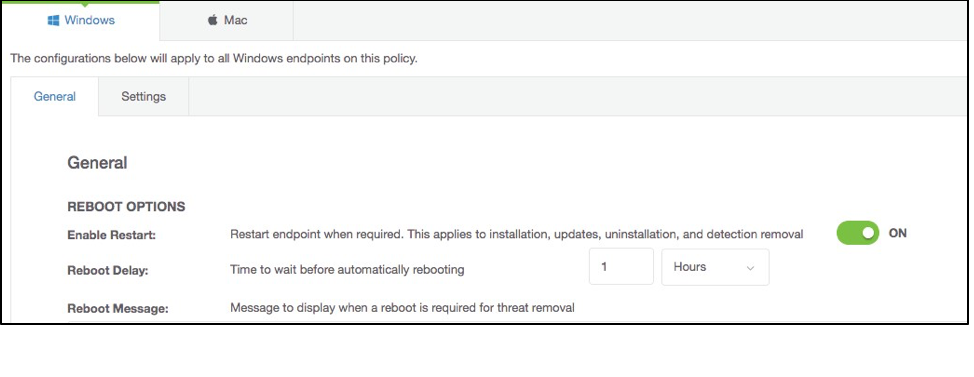 Windows Mac
The configurations below will apply to all Windows endpoints on this policy.
General Settings
General
REBOOT OPTIONS
Enable Restart: Restart endpoint when required. This applies to installation, updates, uninstallation, and detection removal ON
Reboot Delay: Time to wait before automatically rebooting 1 Hours
Reboot Message: Message to display when a reboot is required for threat removal